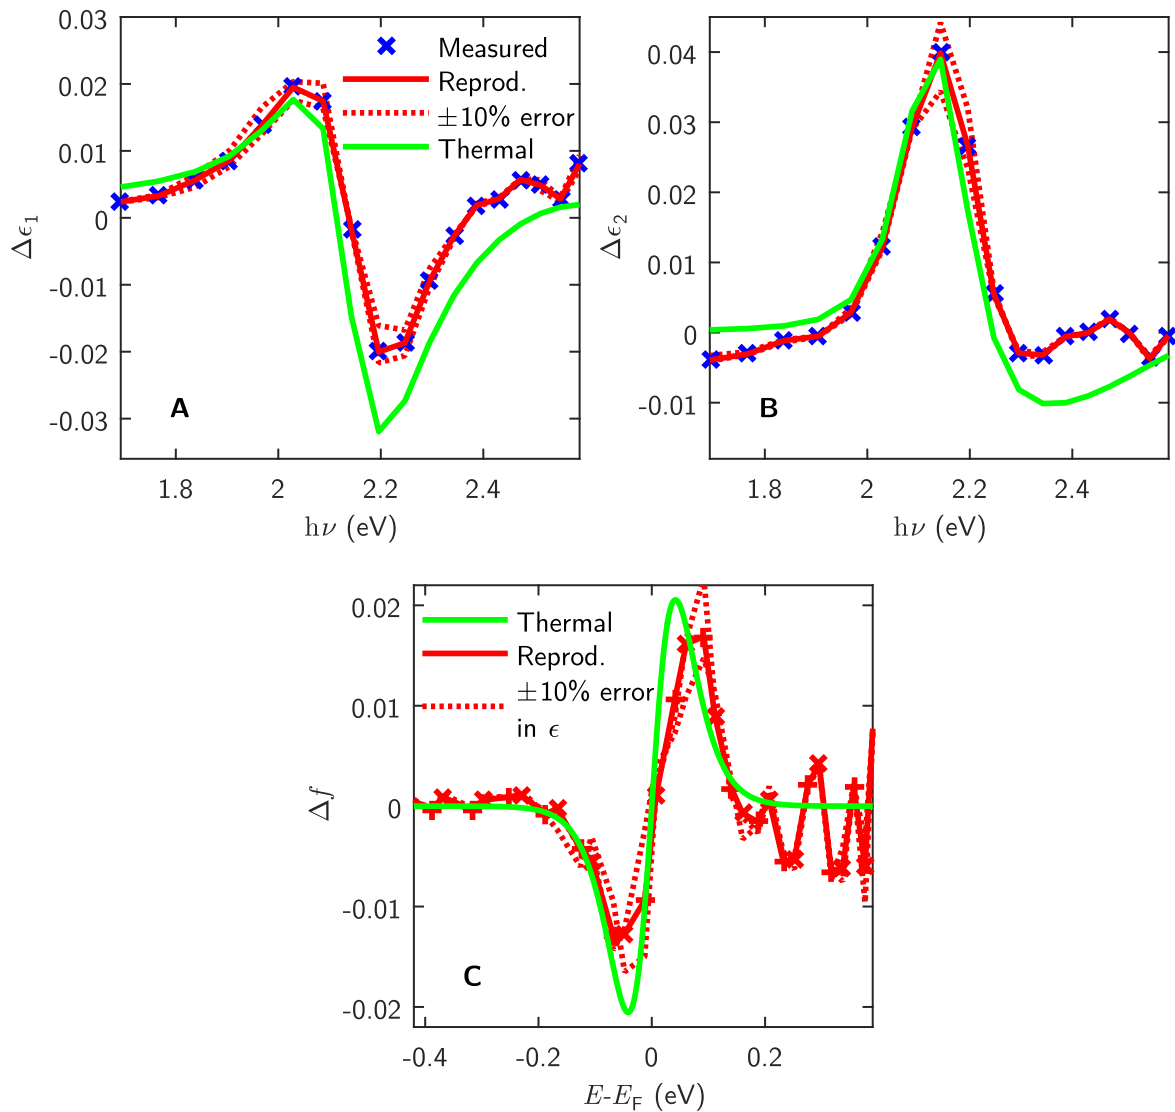 0.03
0.02
0.01
0
-0.01
-0.02
-0.03
Δϵ₁
Measured
Reprod.
±10% error
Thermal
A
1.8
2
2.2
2.4
hν (eV)
0.04
0.03
0.02
0.01
0
-0.01
Δϵ₂
B
1.8
2
2.2
2.4
hν (eV)
0.02
0.01
0
-0.01
-0.02
Δf
Thermal
Reprod.
±10% error
in ϵ
C
-0.4
-0.2
0
0.2
E-E_F (eV)